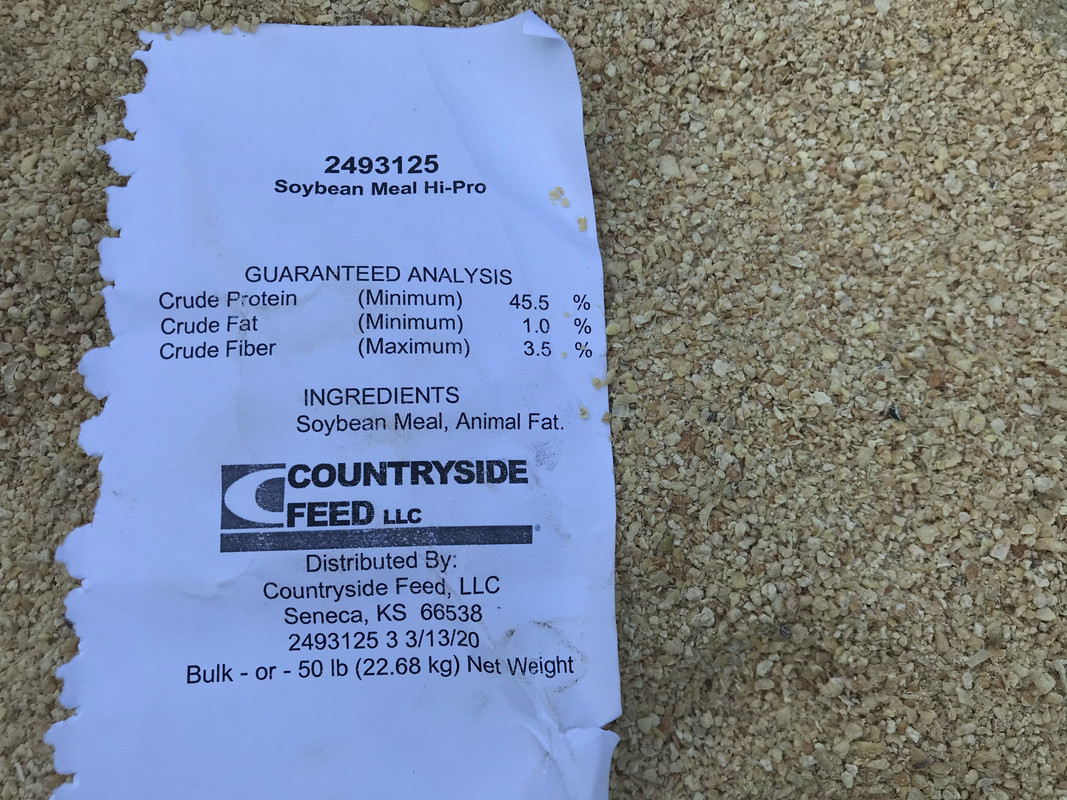 2493125
Soybean Meal Hi-Pro
GUARANTEED ANALYSIS
Crude Protein (Minimum) 45.5 %
Crude Fat (Minimum) 1.0 %
Crude Fiber (Maximum) 3.5 %
INGREDIENTS
Soybean Meal, Animal Fat.
COUNTRYSIDE
FEED LLC
Distributed By:
Countryside Feed, LLC
Seneca, KS 66538
2493125 3 3/13/20
Bulk - or - 50 lb (22.68 kg) Net Weight